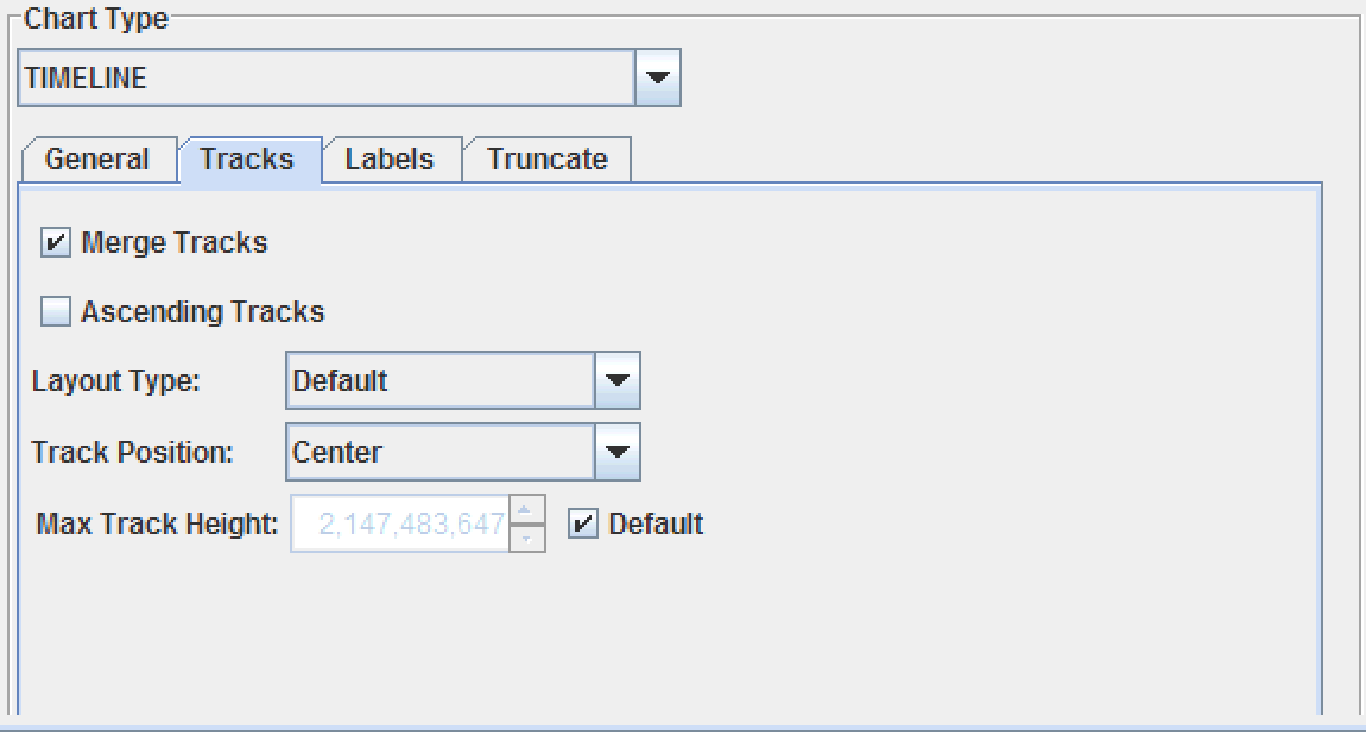 Chart Type
TIMELINE
General Tracks Labels Truncate
Merge Tracks
Ascending Tracks
Layout Type: Default
Track Position: Center
Max Track Height: 2,147,483,647 Default